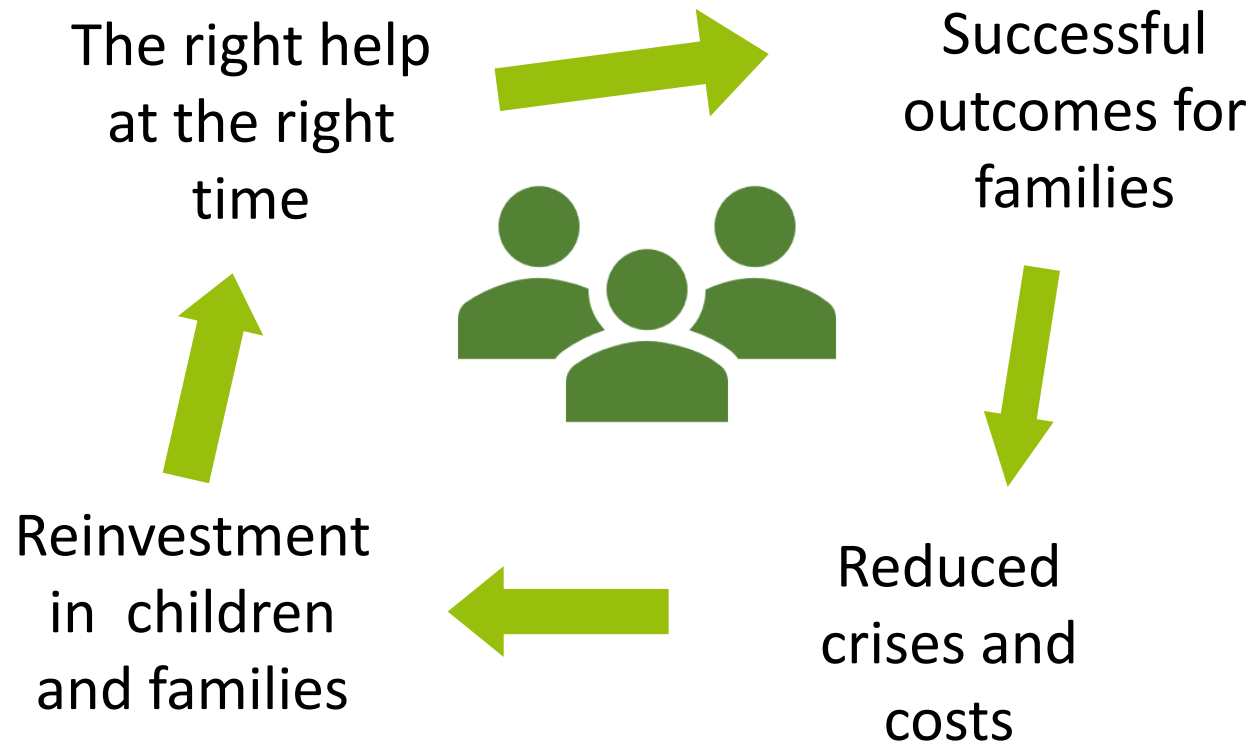 The right help
at the right
time
Successful
outcomes for
families
Reduced
crises and
costs
Reinvestment
in  children
and families